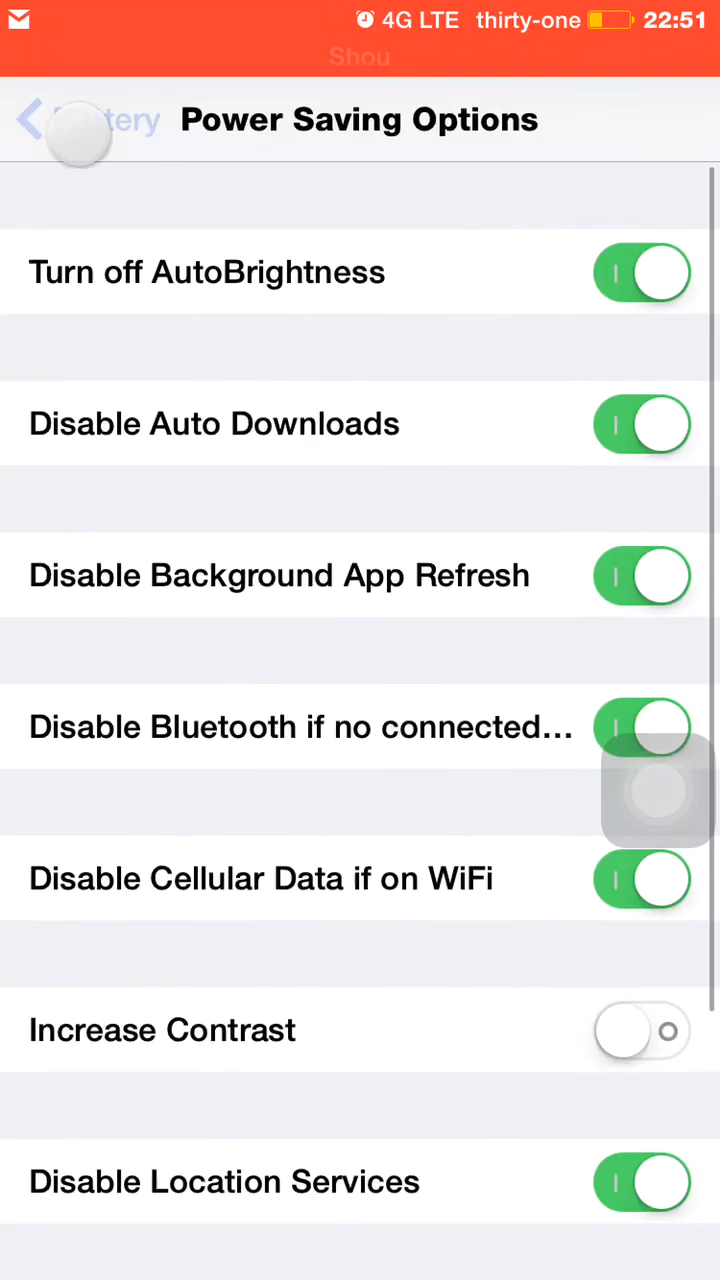 4G LTE thirty-one 22:51
Shou
Power Saving Options
Turn off AutoBrightness
Disable Auto Downloads
Disable Background App Refresh
Disable Bluetooth if no connected...
Disable Cellular Data if on WiFi
Increase Contrast
Disable Location Services